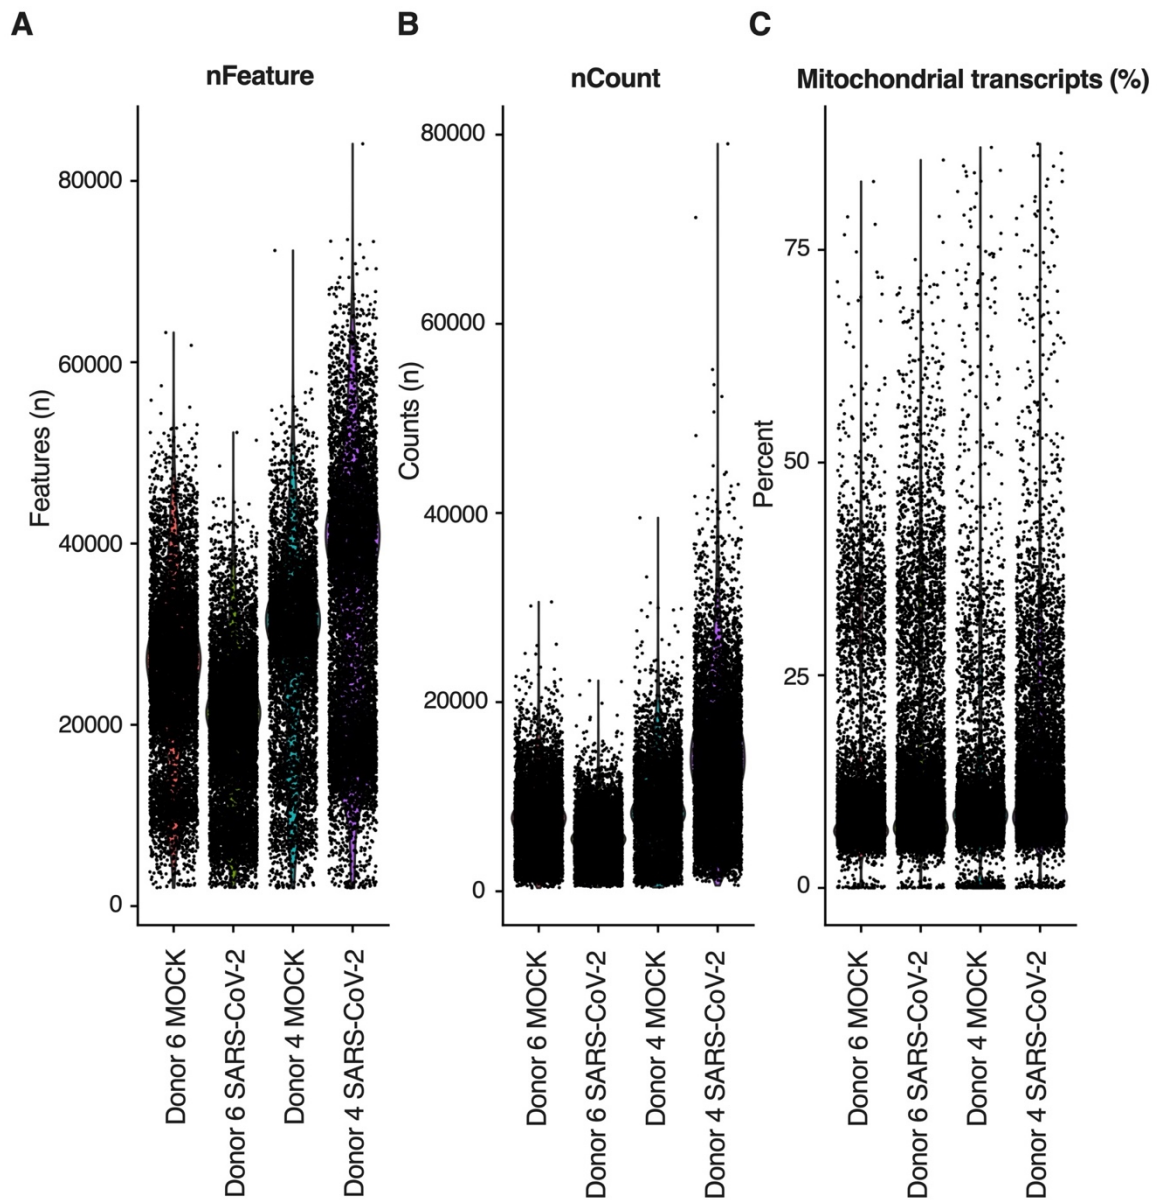 A
nFeature
Features (n)
80000
60000
40000
20000
0
Donor 6 MOCK
Donor 6 SARS-CoV-2
Donor 4 MOCK
Donor 4 SARS-CoV-2
B
nCount
Counts (n)
80000
60000
40000
20000
0
Donor 6 MOCK
Donor 6 SARS-CoV-2
Donor 4 MOCK
Donor 4 SARS-CoV-2
C
Mitochondrial transcripts (%)
Percent
75
50
25
0
Donor 6 MOCK
Donor 6 SARS-CoV-2
Donor 4 MOCK
Donor 4 SARS-CoV-2